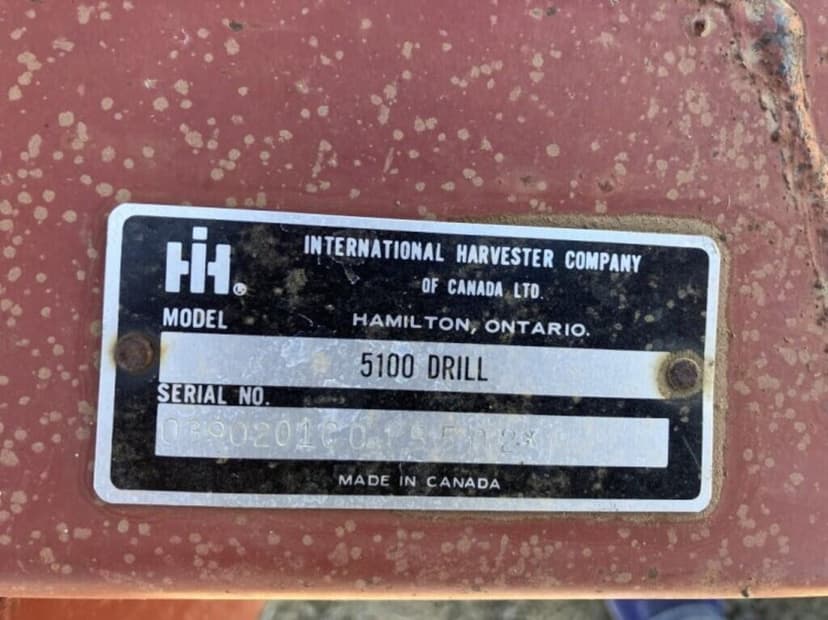 IH®
INTERNATIONAL HARVESTER COMPANY
OF CANADA LTD.
HAMILTON, ONTARIO.
MODEL
5100 DRILL
SERIAL NO.
MADE IN CANADA